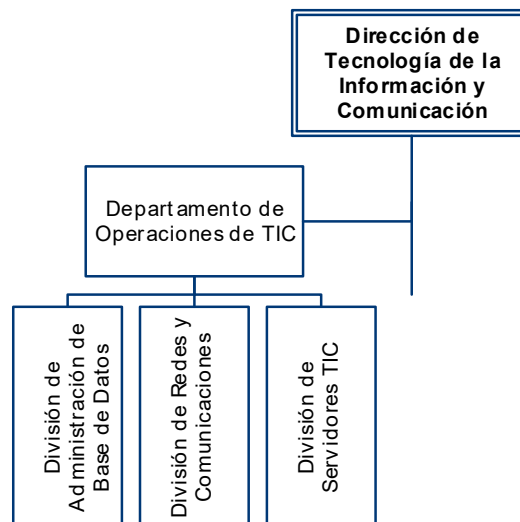 Dirección de
Tecnología de la
Información y
Comunicación
Departamento de
Operaciones de TIC
División de
Administración de
Base de Datos
División de Redes y
Comunicaciones
División de
Servidores TIC